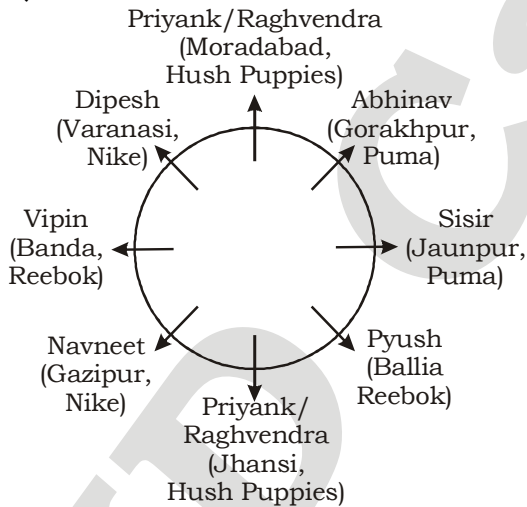 Priyank/Raghvendra
(Moradabad,
Hush Puppies)
Dipesh
(Varanasi,
Nike)
Abhinav
(Gorakhpur,
Puma)
Vipin
(Banda,
Reebok)
Sisir
(Jaunpur,
Puma)
Navneet
(Gazipur,
Nike)
Pyush
(Ballia
Reebok)
Priyank/
Raghvendra
(Jhansi,
Hush Puppies)